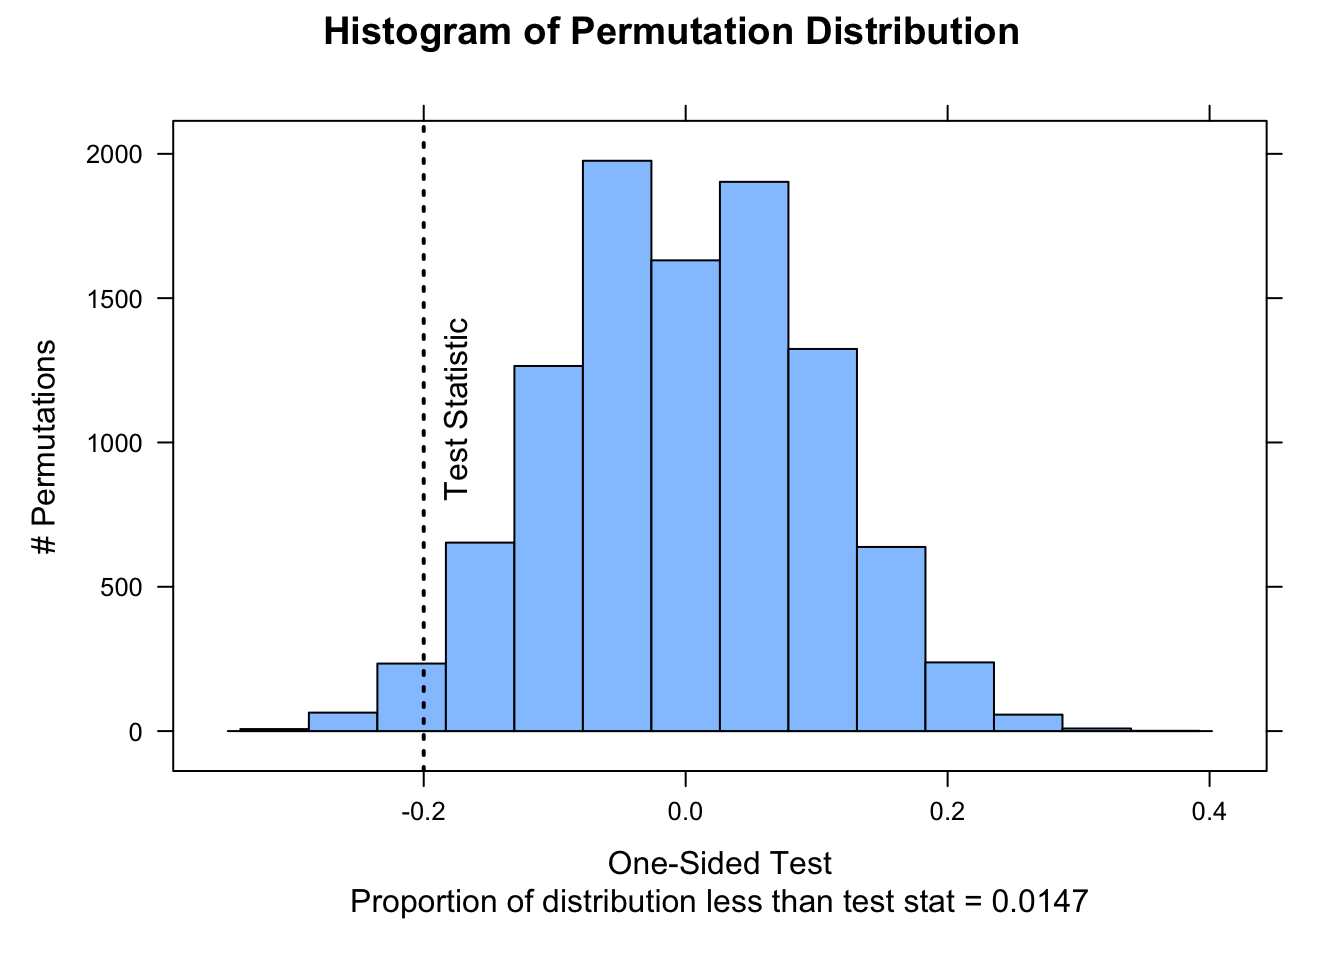 Histogram of Permutation Distribution
2000
1500
1000
500
0
# Permutations
Test Statistic
-0.2 0.0 0.2 0.4
One-Sided Test
Proportion of distribution less than test stat = 0.0147